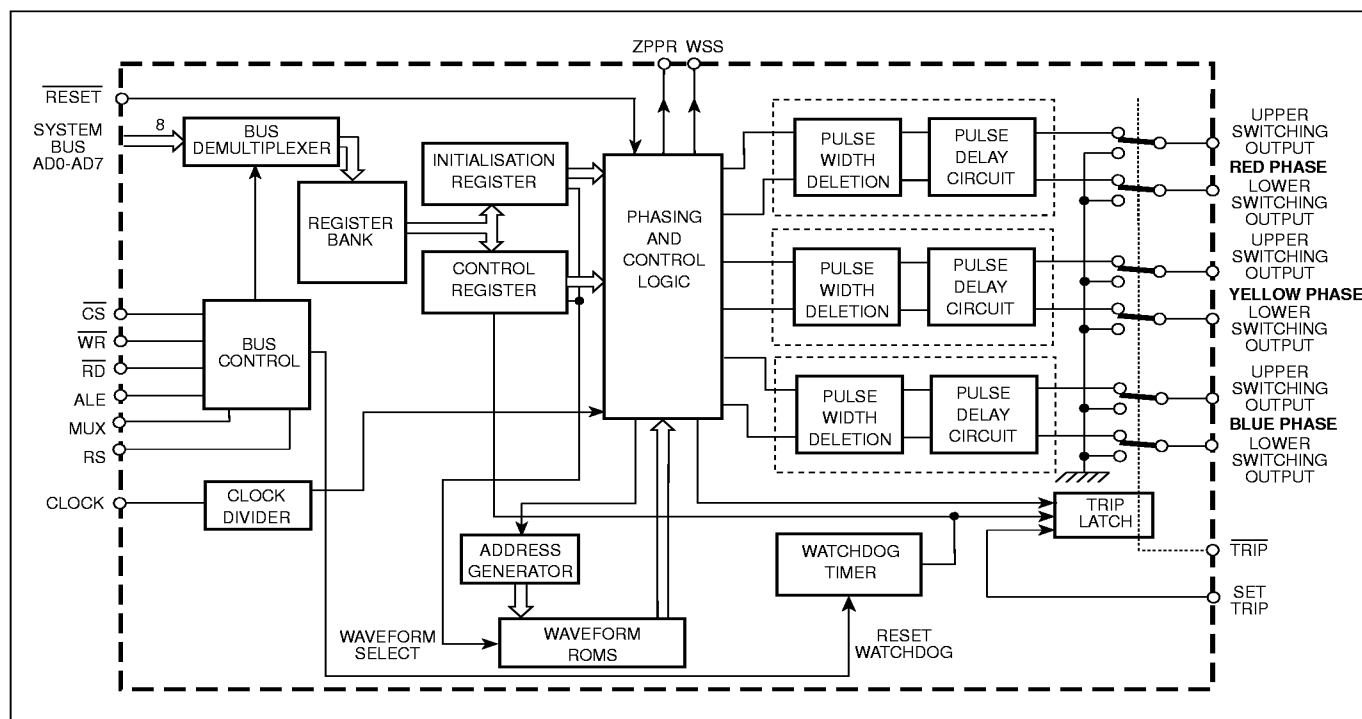 ZPPR WSS
RESET
SYSTEM
BUS
AD0-AD7
8
BUS
DEMULTIPLEXER
INITIALISATION
REGISTER
REGISTER
BANK
CONTROL
REGISTER
PHASING
AND
CONTROL
LOGIC
PULSE
WIDTH
DELETION
PULSE
DELAY
CIRCUIT
UPPER
SWITCHING
OUTPUT
RED PHASE
LOWER
SWITCHING
OUTPUT
PULSE
WIDTH
DELETION
PULSE
DELAY
CIRCUIT
UPPER
SWITCHING
OUTPUT
YELLOW PHASE
LOWER
SWITCHING
OUTPUT
PULSE
WIDTH
DELETION
PULSE
DELAY
CIRCUIT
UPPER
SWITCHING
OUTPUT
BLUE PHASE
LOWER
SWITCHING
OUTPUT
CS
WR
RD
ALE
MUX
RS
BUS
CONTROL
CLOCK
CLOCK
DIVIDER
ADDRESS
GENERATOR
WAVEFORM
SELECT
WAVEFORM
ROMS
WATCHDOG
TIMER
RESET
WATCHDOG
TRIP
LATCH
TRIP
SET
TRIP